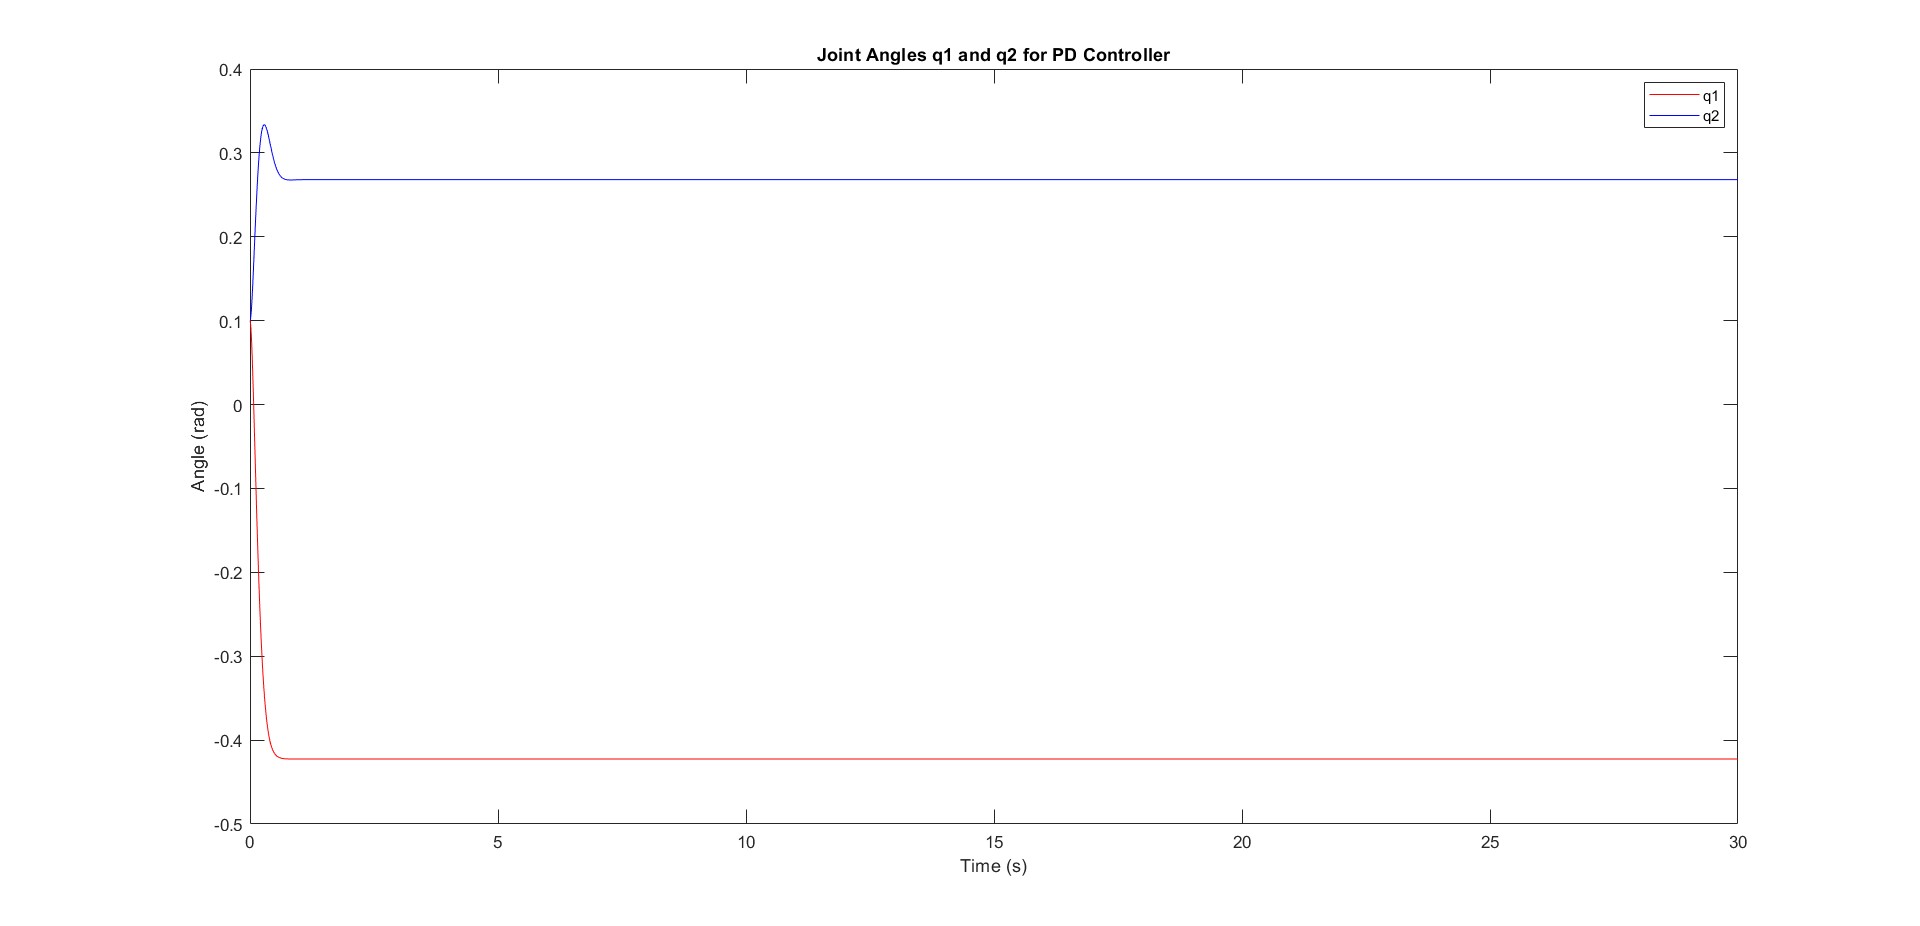 Joint Angles q1 and q2 for PD Controller
0.4
0.3
0.2
0.1
0
-0.1
-0.2
-0.3
-0.4
-0.5
Angle (rad)
q1
q2
0 5 10 15 20 25 30
Time (s)